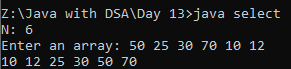 Z:\Java with DSA\Day 13>java select
N: 6
Enter an array: 50 25 30 70 10 12
10 12 25 30 50 70